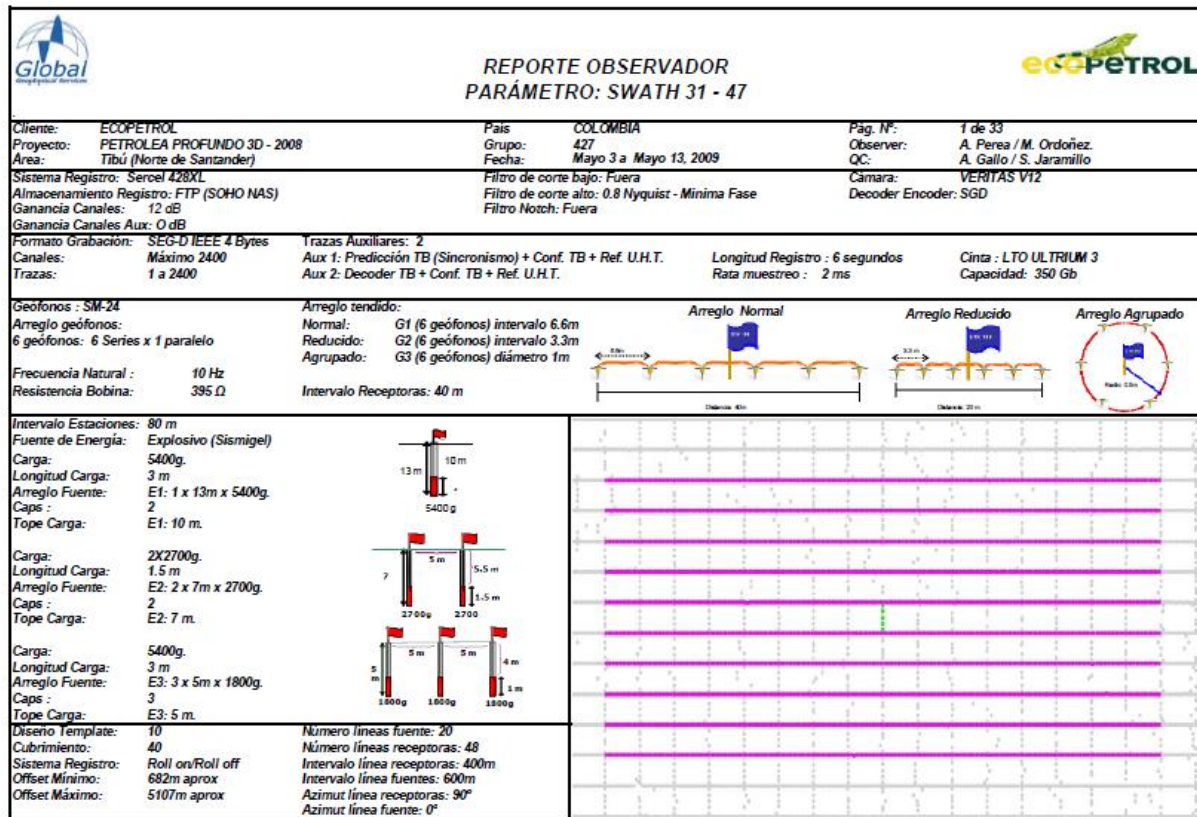 Global
Geophysical Services
REPORTE OBSERVADOR
PARÁMETRO: SWATH 31 - 47
ecoPETROL
Cliente: ECOPETROL
Proyecto: PETROLEA PROFUNDO 3D - 2008
Área: Tibú (Norte de Santander)
Pais COLOMBIA
Grupo: 427
Fecha: Mayo 3 a Mayo 13, 2009
Pág. Nº: 1 de 33
Observer: A. Perea / M. Ordoñez.
QC: A. Gallo / S. Jaramillo
Sistema Registro: Sercel 428XL
Almacenamiento Registro: FTP (SOHO NAS)
Ganancia Canales: 12 dB
Ganancia Canales Aux: O dB
Filtro de corte bajo: Fuera
Filtro de corte alto: 0.8 Nyquist - Minima Fase
Filtro Notch: Fuera
Cámara: VERITAS V12
Decoder Encoder: SGD
Formato Grabación: SEG-D IEEE 4 Bytes
Canales: Máximo 2400
Trazas: 1 a 2400
Trazas Auxiliares: 2
Aux 1: Predicción TB (Sincronismo) + Conf. TB + Ref. U.H.T.
Aux 2: Decoder TB + Conf. TB + Ref. U.H.T.
Longitud Registro : 6 segundos
Rata muestreo : 2 ms
Cinta : LTO ULTRIUM 3
Capacidad: 350 Gb
Geófonos : SM-24
Arreglo geófonos:
6 geófonos: 6 Series x 1 paralelo
Frecuencia Natural : 10 Hz
Resistencia Bobina: 395 Ω
Arreglo tendido:
Normal: G1 (6 geófonos) intervalo 6.6m
Reducido: G2 (6 geófonos) intervalo 3.3m
Agrupado: G3 (6 geófonos) diámetro 1m
Intervalo Receptoras: 40 m
Arreglo Normal
Distancia: 40m
Arreglo Reducido
Distancia: 20 m
Arreglo Agrupado
Intervalo Estaciones: 80 m
Fuente de Energía: Explosivo (Sismigel)
Carga: 5400g.
Longitud Carga: 3 m
Arreglo Fuente: E1: 1 x 13m x 5400g.
Caps : 2
Tope Carga: E1: 10 m.
13 m
10 m
5400 g
Carga: 2X2700g.
Longitud Carga: 1.5 m
Arreglo Fuente: E2: 2 x 7m x 2700g.
Caps : 2
Tope Carga: E2: 7 m.
5 m
7
5.5 m
1.5 m
2700g 2700
Carga: 5400g.
Longitud Carga: 3 m
Arreglo Fuente: E3: 3 x 5m x 1800g.
Caps : 3
Tope Carga: E3: 5 m.
5 m 5 m
5 m
4 m
1 m
1800g 1800g 1800g
Diseño Template: 10
Cubrimiento: 40
Sistema Registro: Roll on/Roll off
Offset Mínimo: 682m aprox
Offset Máximo: 5107m aprox
Número líneas fuente: 20
Número líneas receptoras: 48
Intervalo línea receptoras: 400m
Intervalo línea fuentes: 600m
Azimut línea receptoras: 90º
Azimut línea fuente: 0º